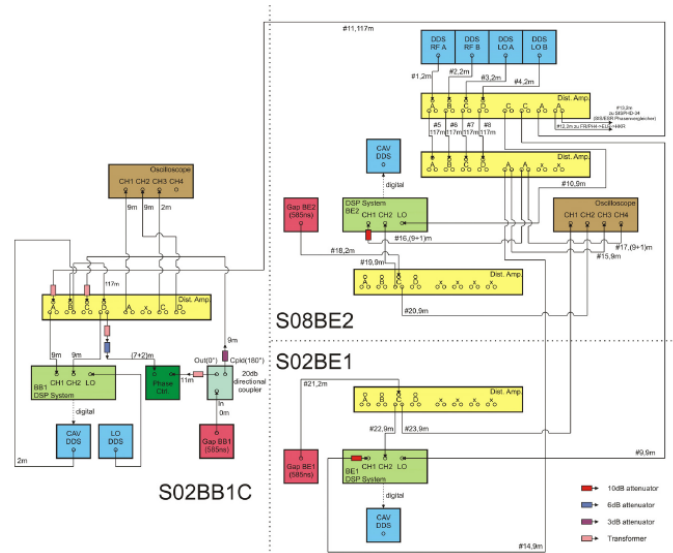 #11,117m
DDS RF A
DDS RF B
DDS LO A
DDS LO B
#1,2m
#2,2m
#3,2m
#4,2m
Dist. Amp.
A B C D C C A A
#5 117m
#6 117m
#7 117m
#8 117m
Dist. Amp.
A B C D A A x x
CAV DDS
digital
#10,9m
Gap BE2 (585ns)
DSP System BE2
CH1 CH2 LO
Oscilloscope
CH1 CH2 CH3 CH4
#16,(9+1)m
#17,(9+1)m
#15,9m
#18,2m
#19,9m
Dist. Amp.
A B C D x x x x
#20,9m
S08BE2
S02BE1
#21,2m
Dist. Amp.
A B C D x x x x
#22,9m
#23,9m
#9,9m
Gap BE1 (585ns)
CH1 CH2 LO
BE1 DSP System
digital
CAV DDS
#14,9m
10dB attenuator
6dB attenuator
3dB attenuator
Transformer
Oscilloscope
CH1 CH2 CH3 CH4
9m
9m
2m
117m
Dist. Amp.
A B C D A x C D
9m
9m
(7+2)m
9m
Out(0°)
Cpld(180°)
CH1 CH2 LO
BB1 DSP System
Phase Ctrl.
11m
20db directional coupler
In
0m
digital
CAV DDS
LO DDS
Gap BB1 (585ns)
2m
S02BB1C